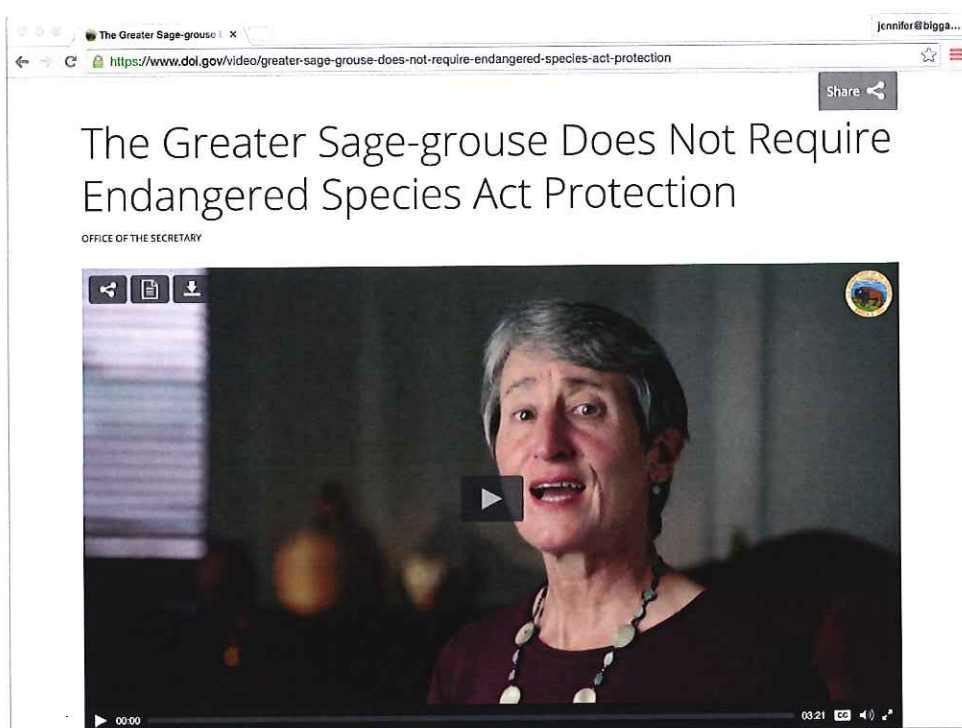 The Greater Sage-grouse
jennifer@bigga...
https://www.doi.gov/video/greater-sage-grouse-does-not-require-endangered-species-act-protection
Share
The Greater Sage-grouse Does Not Require
Endangered Species Act Protection
OFFICE OF THE SECRETARY
00:00
03:21
CC